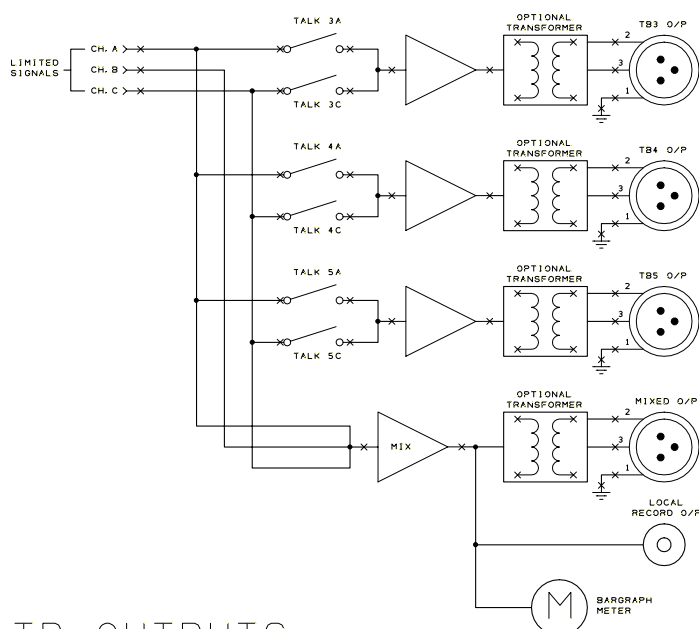 LIMITED
SIGNALS
CH. A
CH. B
CH. C
TALK 3A
TALK 3C
OPTIONAL
TRANSFORMER
TB3 O/P
2
3
1
TALK 4A
TALK 4C
OPTIONAL
TRANSFORMER
TB4 O/P
2
3
1
TALK 5A
TALK 5C
OPTIONAL
TRANSFORMER
TB5 O/P
2
3
1
MIX
OPTIONAL
TRANSFORMER
MIXED O/P
2
3
1
LOCAL
RECORD O/P
M
BARGRAPH
METER
TB OUTPUTS